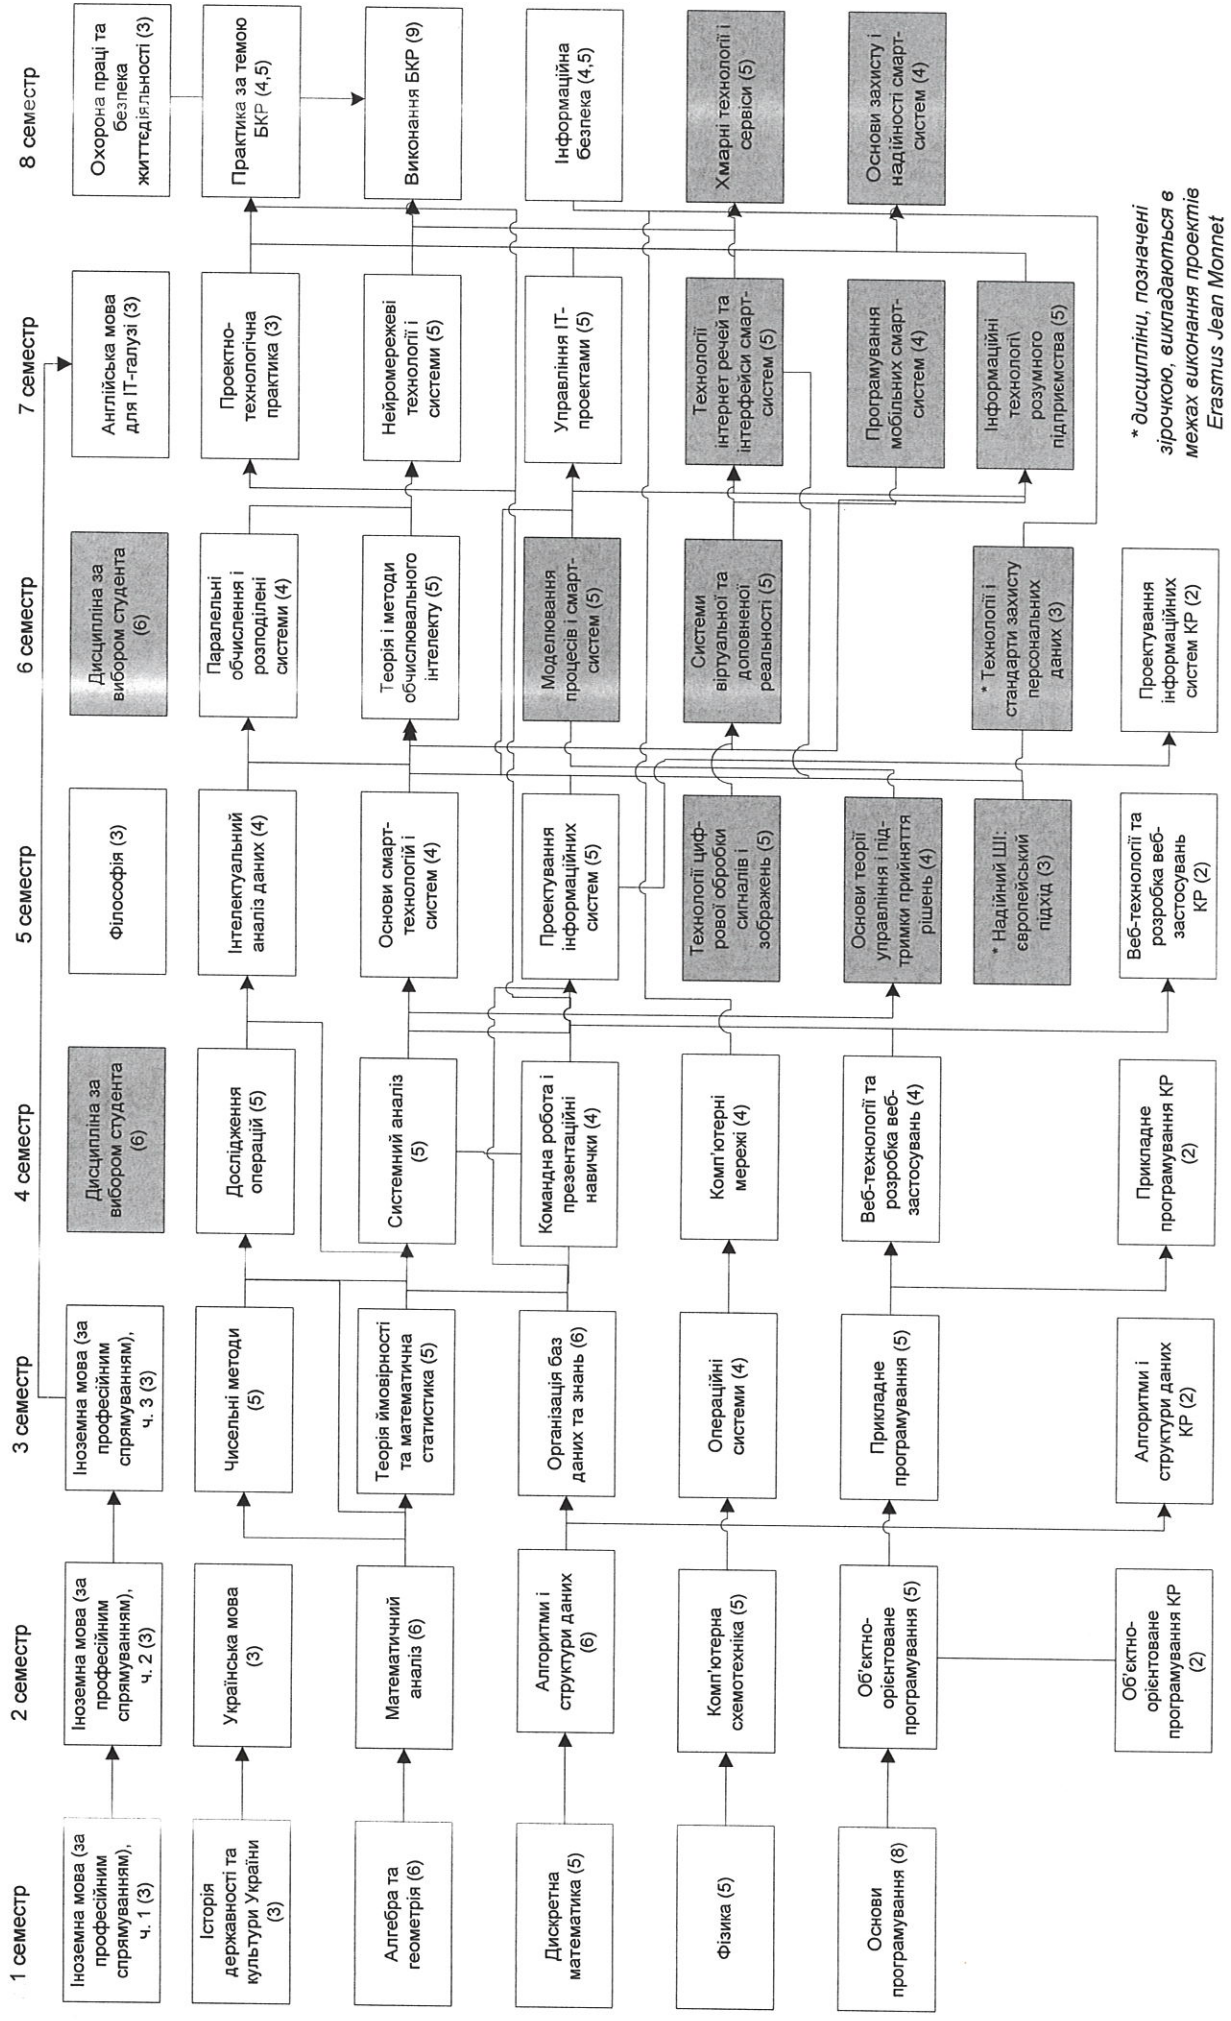 1 семестр
Іноземна мова (за
професійним
спрямуванням),
ч. 1 (3)
Історія
державності та
культури України
(3)
Алгебра та
геометрія (6)
Дискретна
математика (5)
Фізика (5)
Основи
програмування (8)
2 семестр
Іноземна мова (за
професійним
спрямуванням),
ч. 2 (3)
Українська мова
(3)
Математичний
аналіз (6)
Алгоритми і
структури даних
(6)
Комп'ютерна
схемотехніка (5)
Об'єктно-
орієнтоване
програмування (5)
Об'єктно-
орієнтоване
програмування КР
(2)
3 семестр
Іноземна мова (за
професійним
спрямуванням),
ч. 3 (3)
Чисельні методи
(5)
Теорія ймовірності
та математична
статистика (5)
Організація баз
даних та знань (6)
Операційні
системи (4)
Прикладне
програмування (5)
Алгоритми і
структури даних
КР (2)
4 семестр
Дисципліна за
вибором студента
(6)
Дослідження
операцій (5)
Системний аналіз
(5)
Командна робота і
презентаційні
навички (4)
Комп'ютерні
мережі (4)
Веб-технології та
розробка веб-
застосувань (4)
Прикладне
програмування КР
(2)
5 семестр
Філософія (3)
Інтелектуальний
аналіз даних (4)
Основи смарт-
технологій і
систем (4)
Проектування
інформаційних
систем (5)
Технології циф-
рової обробки
сигналів і
зображень (5)
Основи теорії
управління і під-
тримки прийняття
рішень (4)
* Надійний ШІ:
європейський
підхід (3)
Веб-технології та
розробка веб-
застосувань
КР (2)
6 семестр
Дисципліна за
вибором студента
(6)
Паралельні
обчислення і
розподілені
системи (4)
Теорія і методи
обчислювального
інтелекту (5)
Моделювання
процесів і смарт-
систем (5)
Системи
віртуальної та
доповненої
реальності (5)
* Технології і
стандарти захисту
персональних
даних (3)
Проектування
інформаційних
систем КР (2)
7 семестр
Англійська мова
для ІТ-галузі (3)
Проектно-
технологічна
практика (3)
Нейромережеві
технології і
системи (5)
Управління ІТ-
проектами (5)
Технології
інтернет речей та
інтерфейси смарт-
систем (5)
Програмування
мобільних смарт-
систем (4)
Інформаційні
технологі\
розумного
підприємства (5)
8 семестр
Охорона праці та
безпека
життєдіяльності (3)
Практика за темою
БКР (4,5)
Виконання БКР (9)
Інформаційна
безпека (4,5)
Хмарні технології і
сервіси (5)
Основи захисту і
надійності смарт-
систем (4)
* дисципліни, позначені
зірочкою, викладаються в
межах виконання проектів
Erasmus Jean Monnet